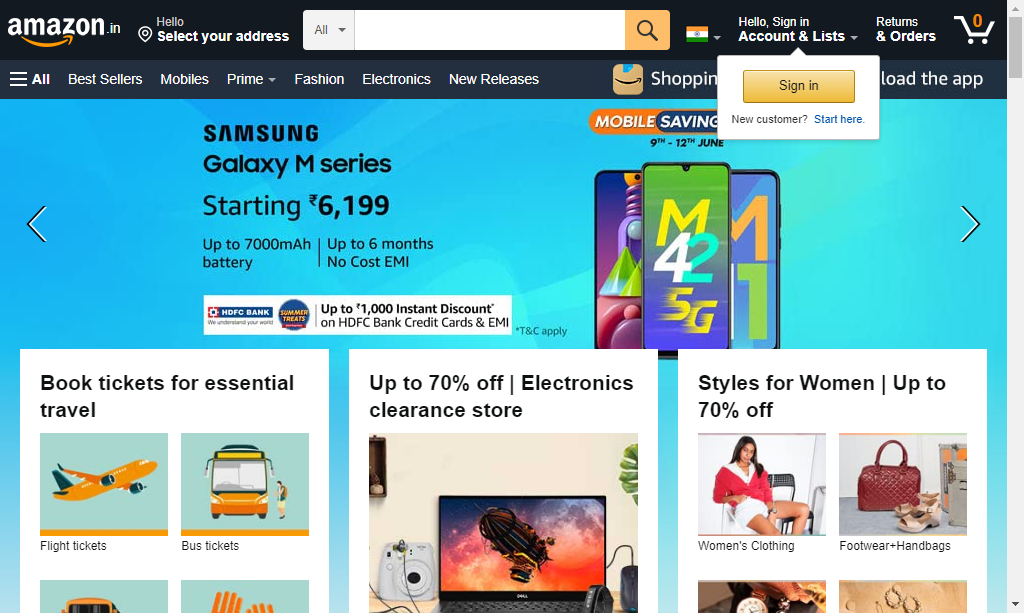 amazon.in
Hello
Select your address
All
Hello, Sign in
Account & Lists
Returns
& Orders
0
All
Best Sellers
Mobiles
Prime
Fashion
Electronics
New Releases
Shoppin
load the app
Sign in
New customer? Start here.
SAMSUNG
Galaxy M series
Starting ₹6,199
Up to 7000mAh
battery
Up to 6 months
No Cost EMI
HDFC BANK
We understand your world
SUMMER
TREATS
Up to ₹1,000 Instant Discount*
on HDFC Bank Credit Cards & EMI
*T&C apply
MOBILE SAVING
9TH - 12TH JUNE
M
42
5G
Book tickets for essential
travel
Flight tickets
Bus tickets
Up to 70% off | Electronics
clearance store
DELL
Styles for Women | Up to
70% off
Women's Clothing
Footwear+Handbags